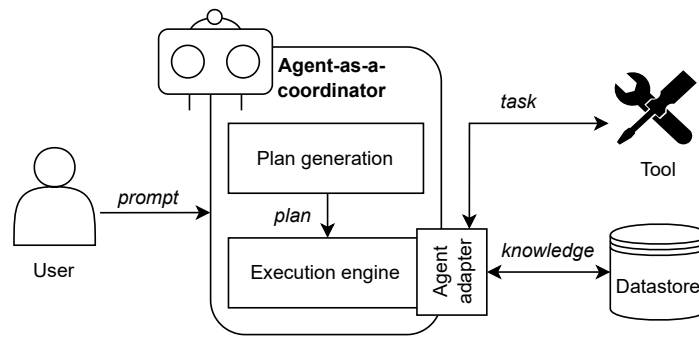 Agent-as-a-
coordinator
task
Plan generation
Tool
prompt
plan
User
Execution engine
Agent
adapter
knowledge
Datastore